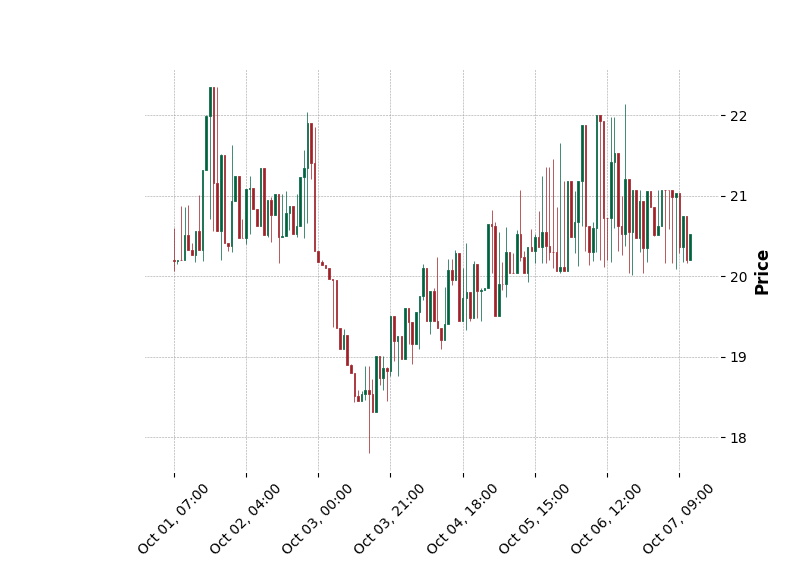 22
21
20
19
18
Price
Oct 01, 07:00
Oct 02, 04:00
Oct 03, 00:00
Oct 03, 21:00
Oct 04, 18:00
Oct 05, 15:00
Oct 06, 12:00
Oct 07, 09:00